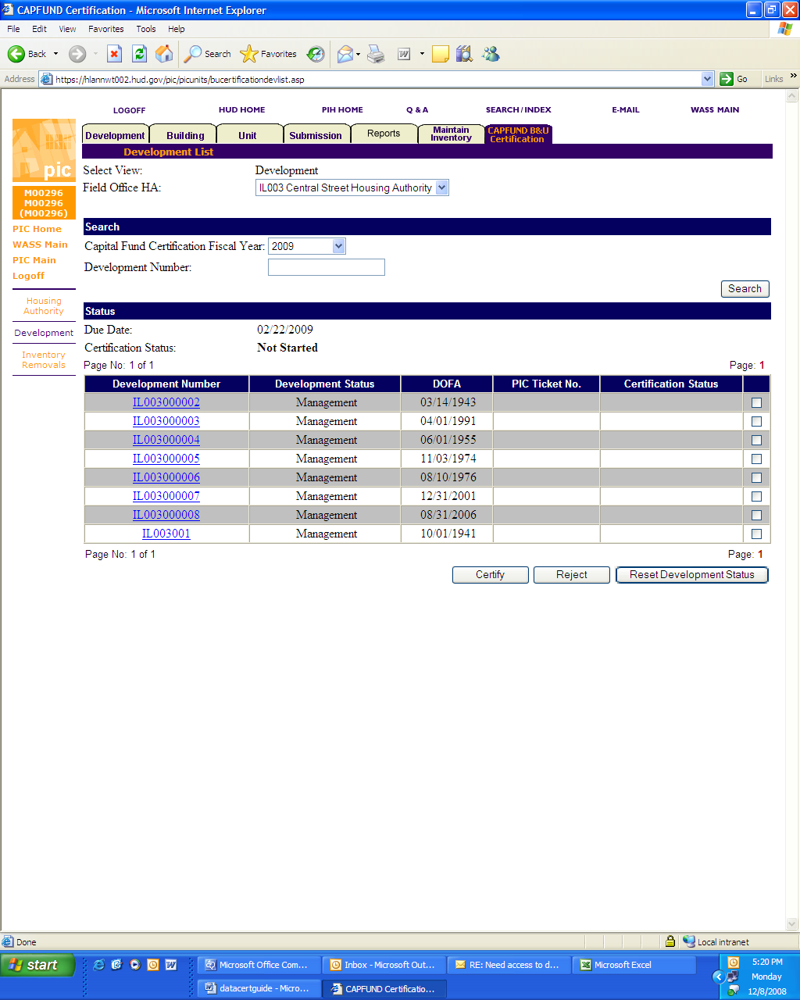 CAPFUND Certification - Microsoft Internet Explorer
File Edit View Favorites Tools Help
Back Search Favorites
Address https://hlannwt002.hud.gov/pic/picunits/bucertificationdevlist.asp Go Links »
LOGOFF HUD HOME PIH HOME Q & A SEARCH / INDEX E-MAIL WASS MAIN
pic
Development Building Unit Submission Reports Maintain Inventory CAPFUND B&U Certification
Development List
Select View: Development
Field Office HA: IL003 Central Street Housing Authority
M00296
M00296
(M00296)
PIC Home
WASS Main
PIC Main
Logoff
Housing
Authority
Development
Inventory
Removals
Search
Capital Fund Certification Fiscal Year: 2009
Development Number:
Search
Status
Due Date: 02/22/2009
Certification Status: Not Started
Page No: 1 of 1 Page: 1
Development Number Development Status DOFA PIC Ticket No. Certification Status
IL003000002 Management 03/14/1943
IL003000003 Management 04/01/1991
IL003000004 Management 06/01/1955
IL003000005 Management 11/03/1974
IL003000006 Management 08/10/1976
IL003000007 Management 12/31/2001
IL003000008 Management 08/31/2006
IL003001 Management 10/01/1941
Page No: 1 of 1 Page: 1
Certify Reject Reset Development Status
Done Local intranet
start Microsoft Office Com... Inbox - Microsoft Out... RE: Need access to d... Microsoft Excel 5:20 PM
Monday
datacertguide - Micro... CAPFUND Certificatio... 12/8/2008